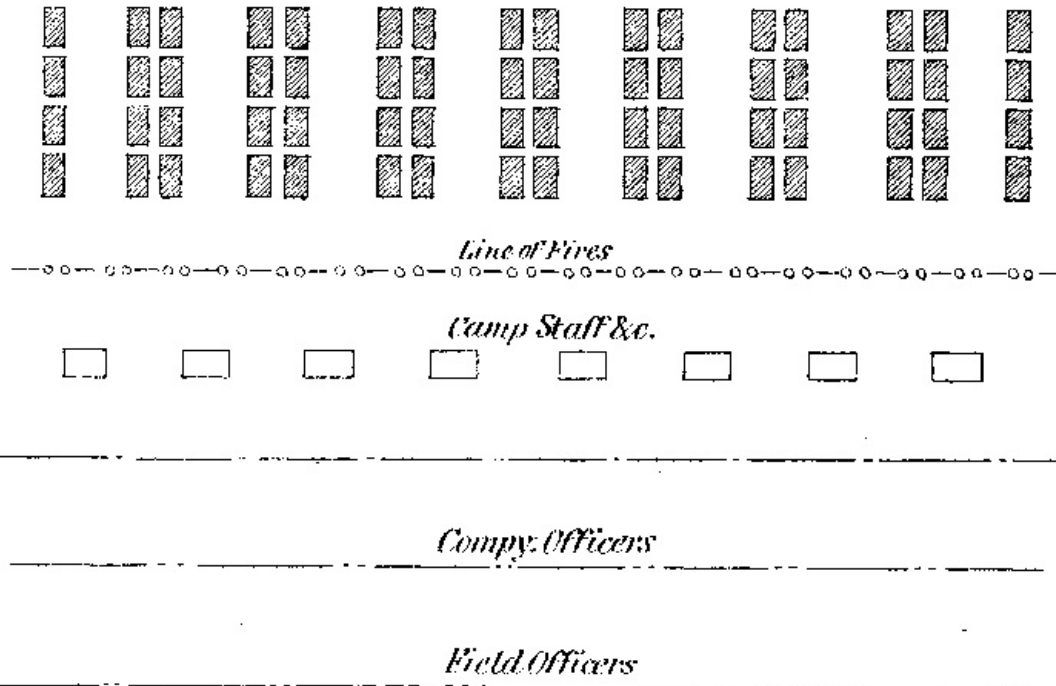 Line of Fires
Camp Staff &c.
Compy. Officers
Field Officers